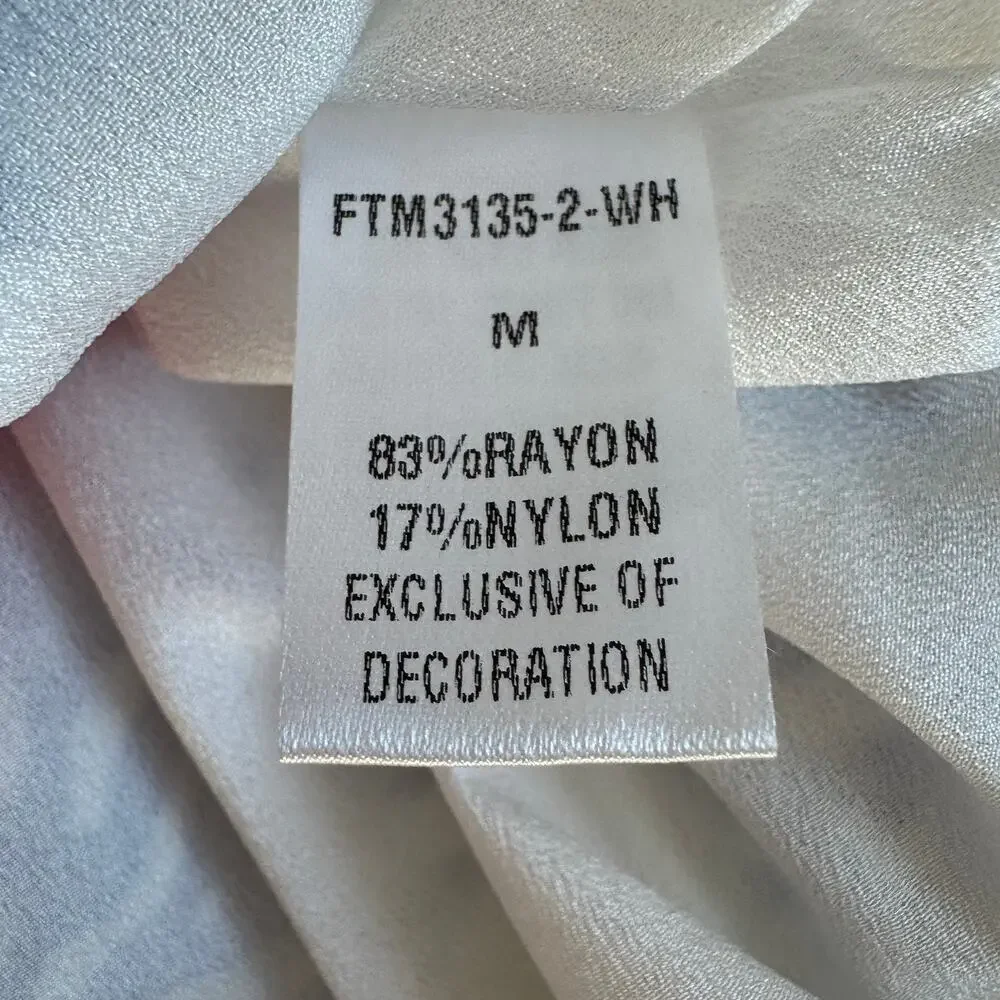 FTM3135-2-WH
M
83%RAYON
17%NYLON
EXCLUSIVE OF
DECORATION